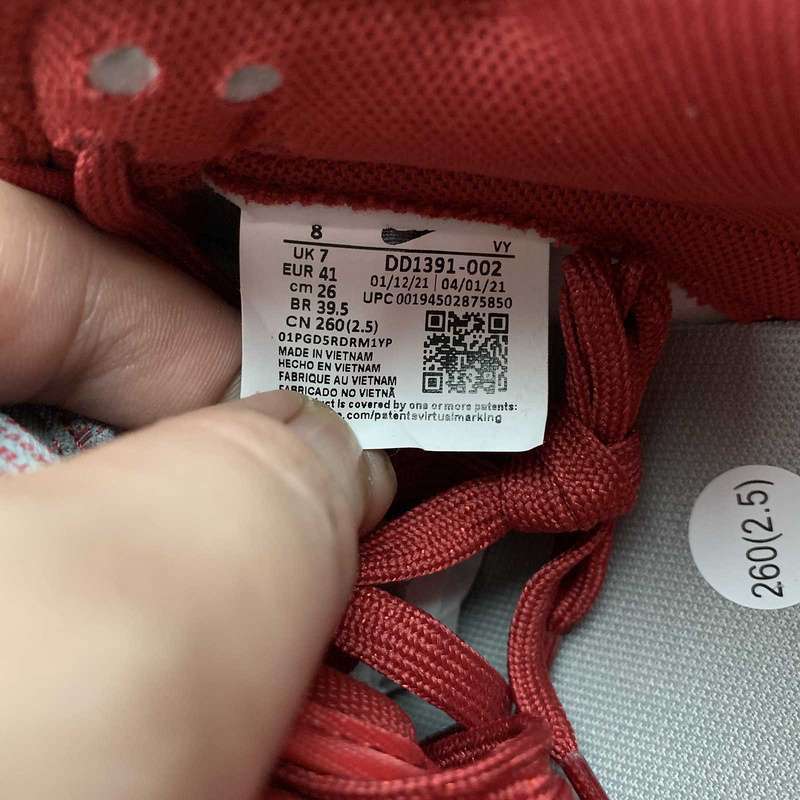 8 VY
UK 7
EUR 41
cm 26
BR 39.5
CN 260(2.5)
01PGD5RDRM1YP
DD1391-002
01/12/21 | 04/01/21
UPC 00194502875850
MADE IN VIETNAM
HECHO EN VIETNAM
FABRIQUE AU VIETNAM
FABRICADO NO VIETNÃ
is covered by one or more patents:
.com/patentsvirtualmarking
260(2.5)